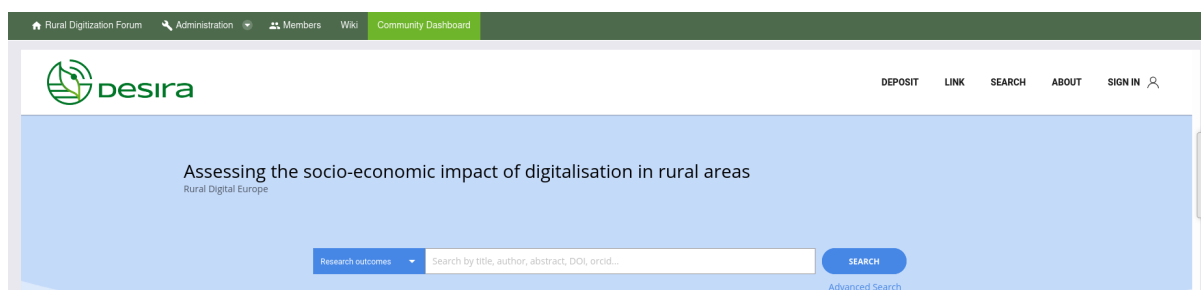 Rural Digitization Forum Administration Members Wiki Community Dashboard
DESIRA
DEPOSIT LINK SEARCH ABOUT SIGN IN
Assessing the socio-economic impact of digitalisation in rural areas
Rural Digital Europe
Research outcomes Search by title, author, abstract, DOI, orcid... SEARCH
Advanced Search